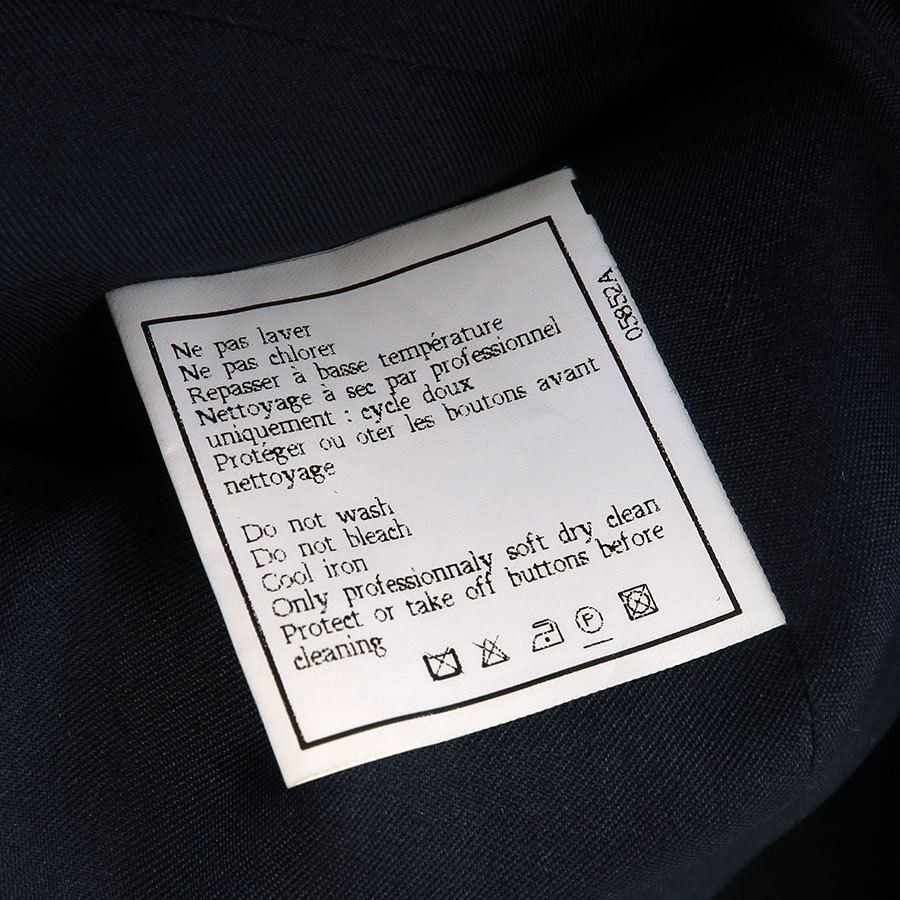 Ne pas laver
Ne pas chlorer
Repasser à basse température
Nettoyage à sec par professionnel
uniquement : cycle doux
Protéger ou oter les boutons avant
nettoyage
Do not wash
Do not bleach
Cool iron
Only professionnaly soft dry clean
Protect or take off buttons before
cleaning
P
05852A